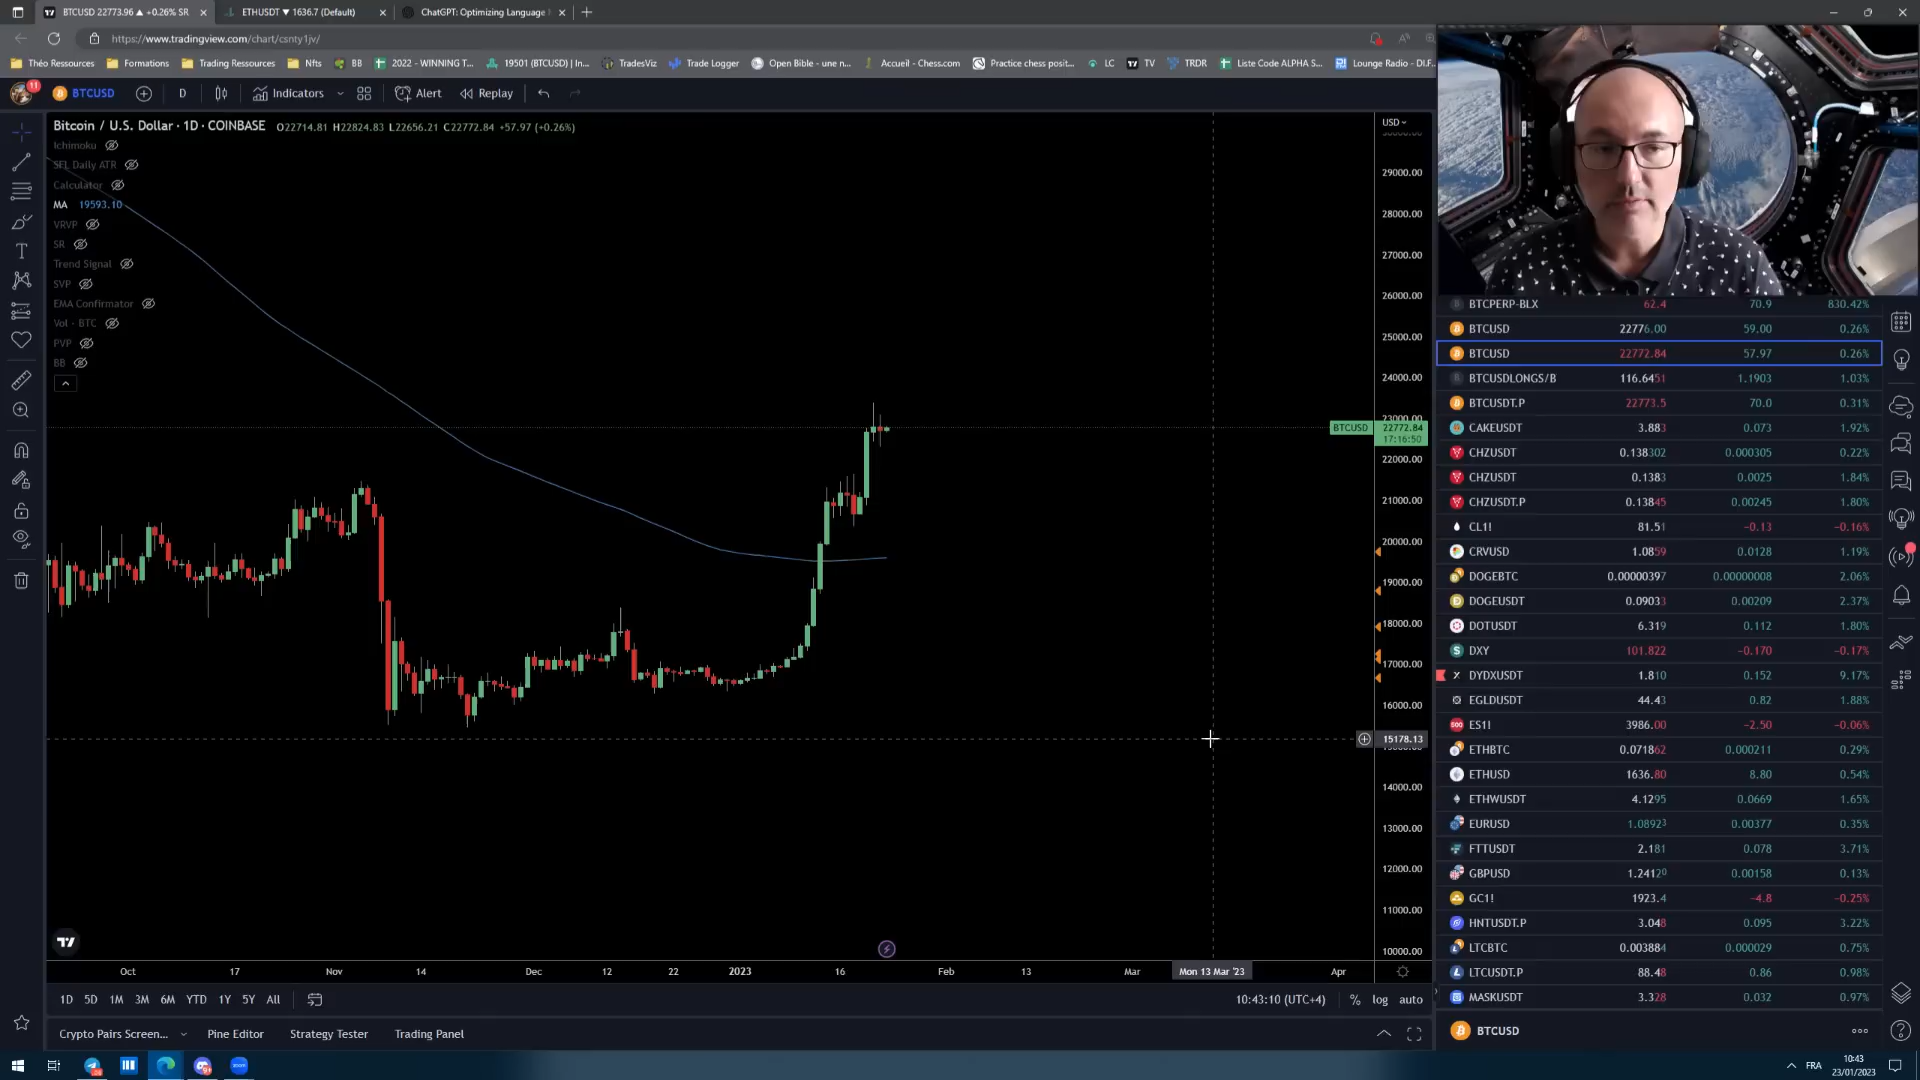 BTCUSD 22773.96 ▲ +0.26% SR
ETHUSDT ▼ 1636.7 (Default)
ChatGPT: Optimizing Language
https://www.tradingview.com/chart/csnty1jv/
Théo Ressources
Formations
Trading Ressources
Nfts
BB
2022 - WINNING T...
19501 (BTCUSD) | In...
TradesViz
Trade Logger
Open Bible - une n...
Accueil - Chess.com
Practice chess posit...
LC
TV
TRDR
Liste Code ALPHA S...
Lounge Radio - DI.F...
11
BTCUSD
D
Indicators
Alert
Replay
Bitcoin / U.S. Dollar · 1D · COINBASE O22714.81 H22824.83 L22656.21 C22772.84 +57.97 (+0.26%)
Ichimoku
SFL Daily ATR
Calculator
MA 19593.10
VRVP
SR
Trend Signal
SVP
EMA Confirmator
Vol - BTC
PVP
BB
USD
29000.00
28000.00
27000.00
26000.00
25000.00
24000.00
23000.00
BTCUSD 22772.84
17:16:50
22000.00
21000.00
20000.00
19000.00
18000.00
17000.00
16000.00
15178.13
14000.00
13000.00
12000.00
11000.00
10000.00
Oct 17 Nov 14 Dec 12 22 2023 16 Feb 13 Mar Mon 13 Mar '23 Apr
1D 5D 1M 3M 6M YTD 1Y 5Y All
10:43:10 (UTC+4) % log auto
Crypto Pairs Screen... Pine Editor Strategy Tester Trading Panel
BTCPERP-BLX 62.4 70.9 830.42%
BTCUSD 22776.00 59.00 0.26%
BTCUSD 22772.84 57.97 0.26%
BTCUSDLONGS/B 116.6451 1.1903 1.03%
BTCUSDT.P 22773.5 70.0 0.31%
CAKEUSDT 3.883 0.073 1.92%
CHZUSDT 0.138302 0.000305 0.22%
CHZUSDT 0.1383 0.0025 1.84%
CHZUSDT.P 0.13845 0.00245 1.80%
CL1! 81.51 −0.13 −0.16%
CRVUSD 1.0859 0.0128 1.19%
DOGEBTC 0.00000397 0.00000008 2.06%
DOGEUSDT 0.09033 0.00209 2.37%
DOTUSDT 6.319 0.112 1.80%
DXY 101.822 −0.170 −0.17%
DYDXUSDT 1.810 0.152 9.17%
EGLDUSDT 44.43 0.82 1.88%
ES1! 3986.00 −2.50 −0.06%
ETHBTC 0.071862 0.000211 0.29%
ETHUSD 1636.80 8.80 0.54%
ETHWUSDT 4.1295 0.0669 1.65%
EURUSD 1.08923 0.00377 0.35%
FTTUSDT 2.181 0.078 3.71%
GBPUSD 1.24120 0.00158 0.13%
GC1! 1923.4 −4.8 −0.25%
HNTUSDT.P 3.048 0.095 3.22%
LTCBTC 0.003884 0.000029 0.75%
LTCUSDT.P 88.48 0.86 0.98%
MASKUSDT 3.328 0.032 0.97%
BTCUSD
FRA
10:43
23/01/2023